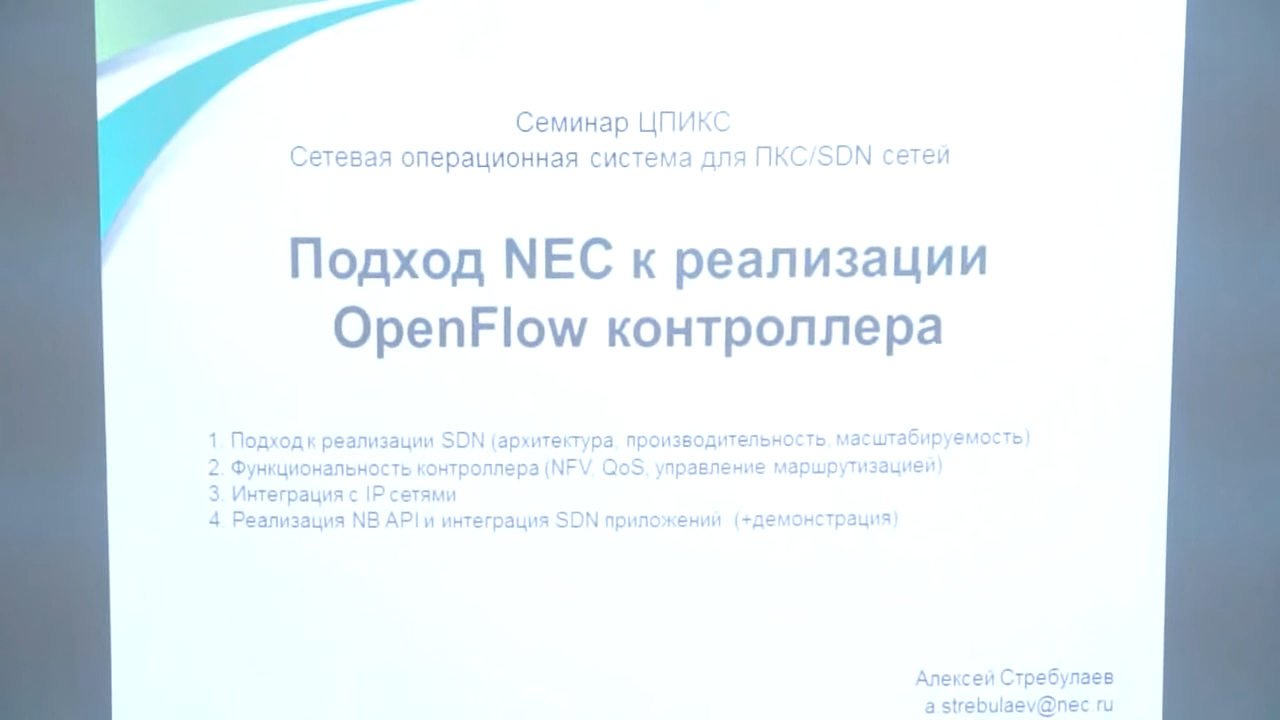 Семинар ЦПИКС
Сетевая операционная система для ПКС/SDN сетей
Подход NEC к реализации
OpenFlow контроллера
1. Подход к реализации SDN (архитектура, производительность, масштабируемость)
2. Функциональность контроллера (NFV, QoS, управление маршрутизацией)
3. Интеграция с IP сетями
4. Реализация NB API и интеграция SDN приложений (+демонстрация)
Алексей Стребулаев
a.strebulaev@nec.ru